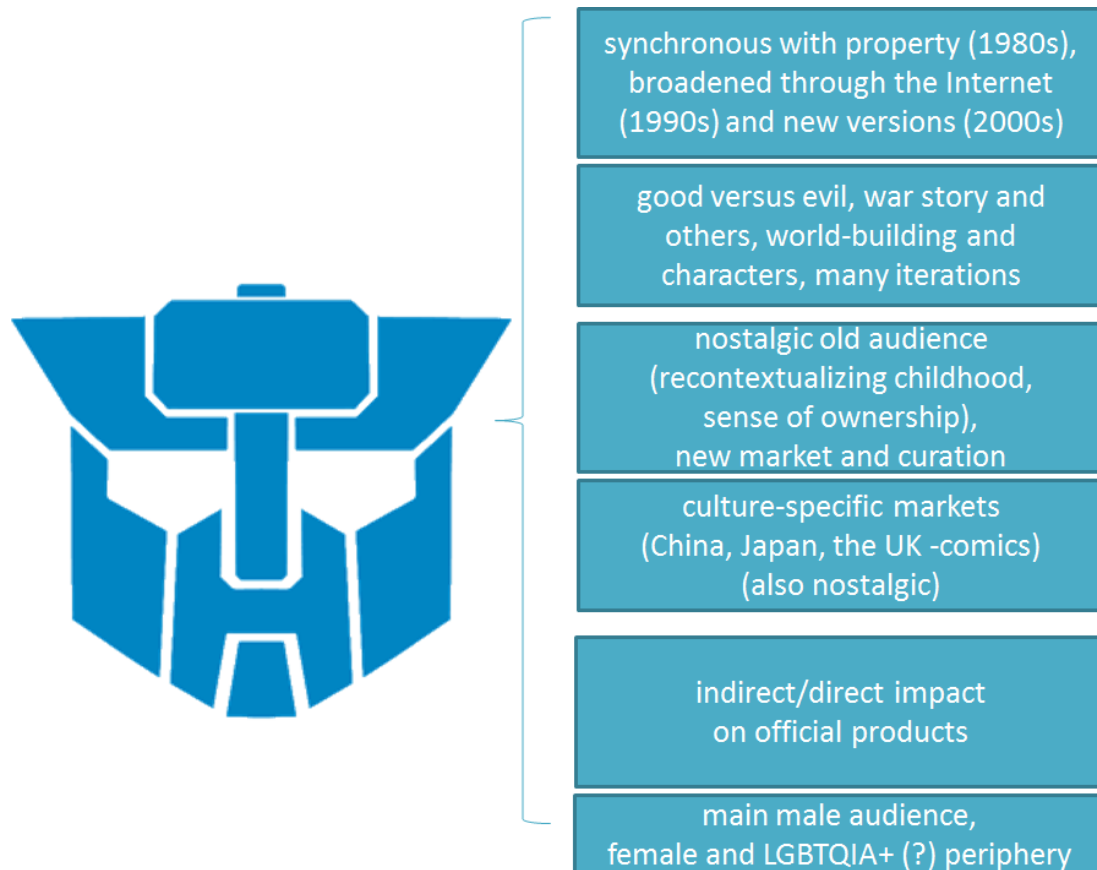 synchronous with property (1980s),
broadened through the Internet
(1990s) and new versions (2000s)
good versus evil, war story and
others, world-building and
characters, many iterations
nostalgic old audience
(recontextualizing childhood,
sense of ownership),
new market and curation
culture-specific markets
(China, Japan, the UK -comics)
(also nostalgic)
indirect/direct impact
on official products
main male audience,
female and LGBTQIA+ (?) periphery